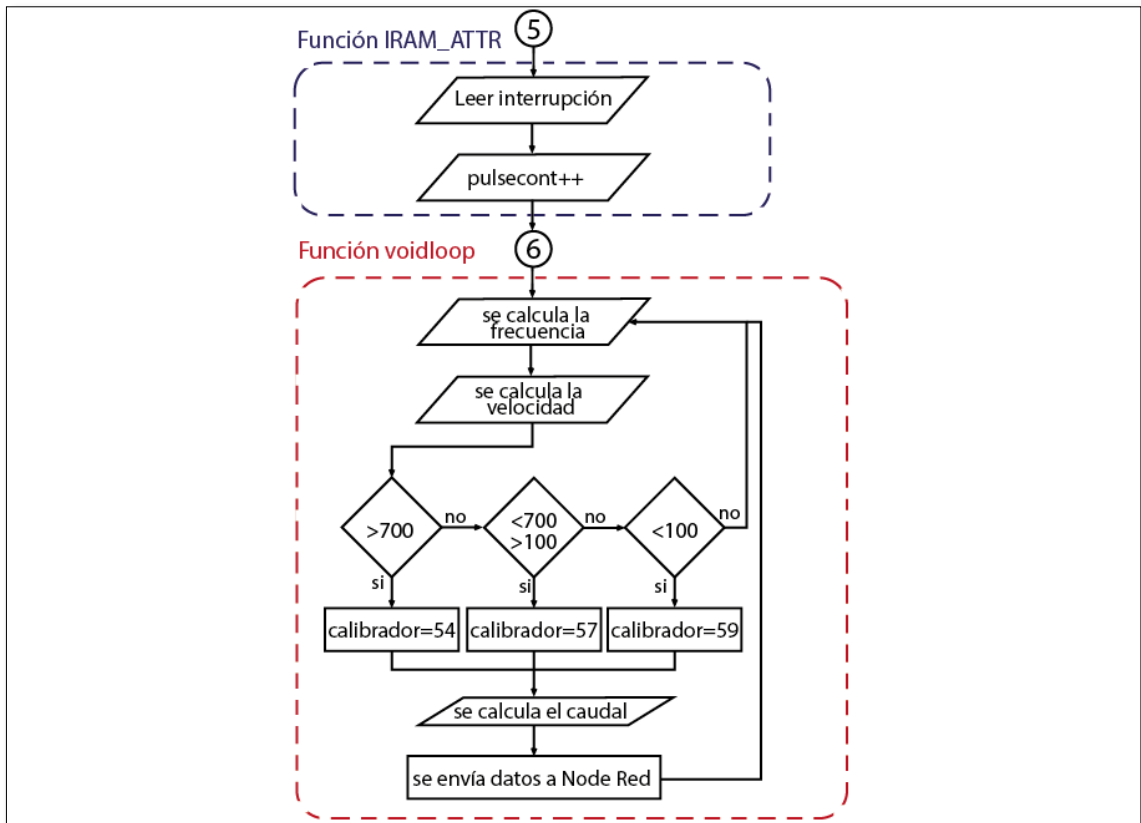 5
Función IRAM_ATTR
Leer interrupción
pulsecont++
6
Función voidloop
se calcula la
frecuencia
se calcula la
velocidad
>700
no
<700
>100
no
<100
no
si
si
si
calibrador=54
calibrador=57
calibrador=59
se calcula el caudal
se envía datos a Node Red